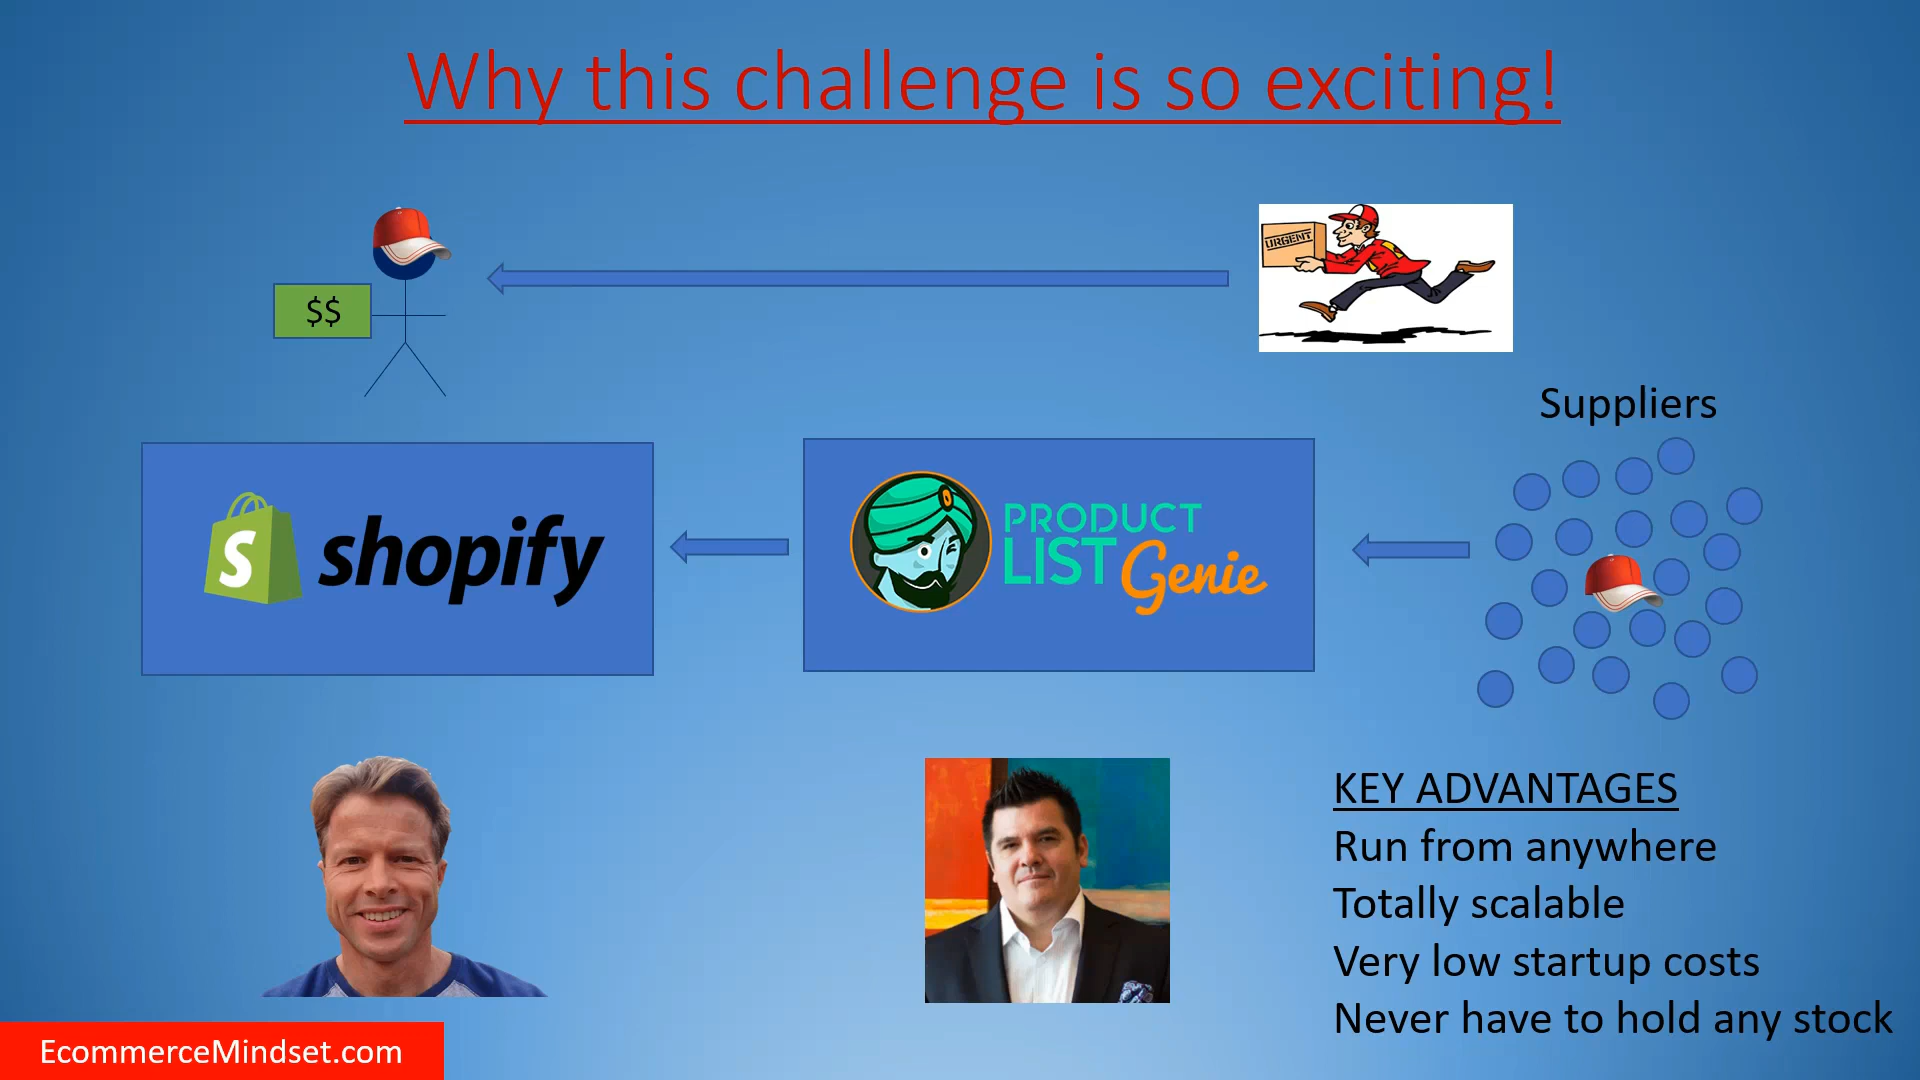 Why this challenge is so exciting!
$$
URGENT
Suppliers
S shopify
PRODUCT
LIST Genie
KEY ADVANTAGES
Run from anywhere
Totally scalable
Very low startup costs
Never have to hold any stock
EcommerceMindset.com